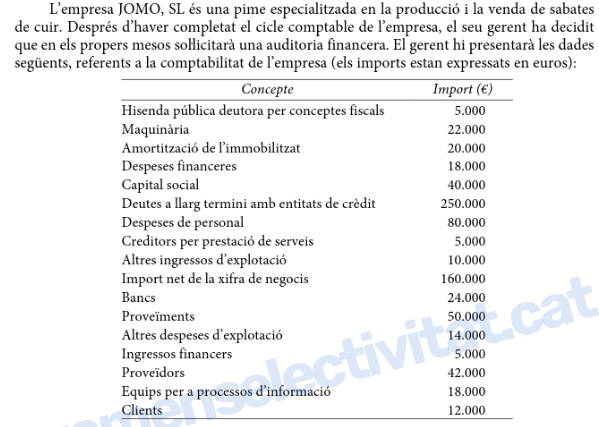 L’empresa JOMO, SL és una pime especialitzada en la producció i la venda de sabates
de cuir. Després d’haver completat el cicle comptable de l’empresa, el seu gerent ha decidit
que en els propers mesos sol·licitarà una auditoria financera. El gerent hi presentarà les dades
següents, referents a la comptabilitat de l’empresa (els imports estan expressats en euros):
Concepte Import (€)
Hisenda pública deutora per conceptes fiscals 5.000
Maquinària 22.000
Amortització de l’immobilitzat 20.000
Despeses financeres 18.000
Capital social 40.000
Deutes a llarg termini amb entitats de crèdit 250.000
Despeses de personal 80.000
Creditors per prestació de serveis 5.000
Altres ingressos d’explotació 10.000
Import net de la xifra de negocis 160.000
Bancs 24.000
Proveïments 50.000
Altres despeses d’explotació 14.000
Ingressos financers 5.000
Proveïdors 42.000
Equips per a processos d’informació 18.000
Clients 12.000
amenselectivitat.cat